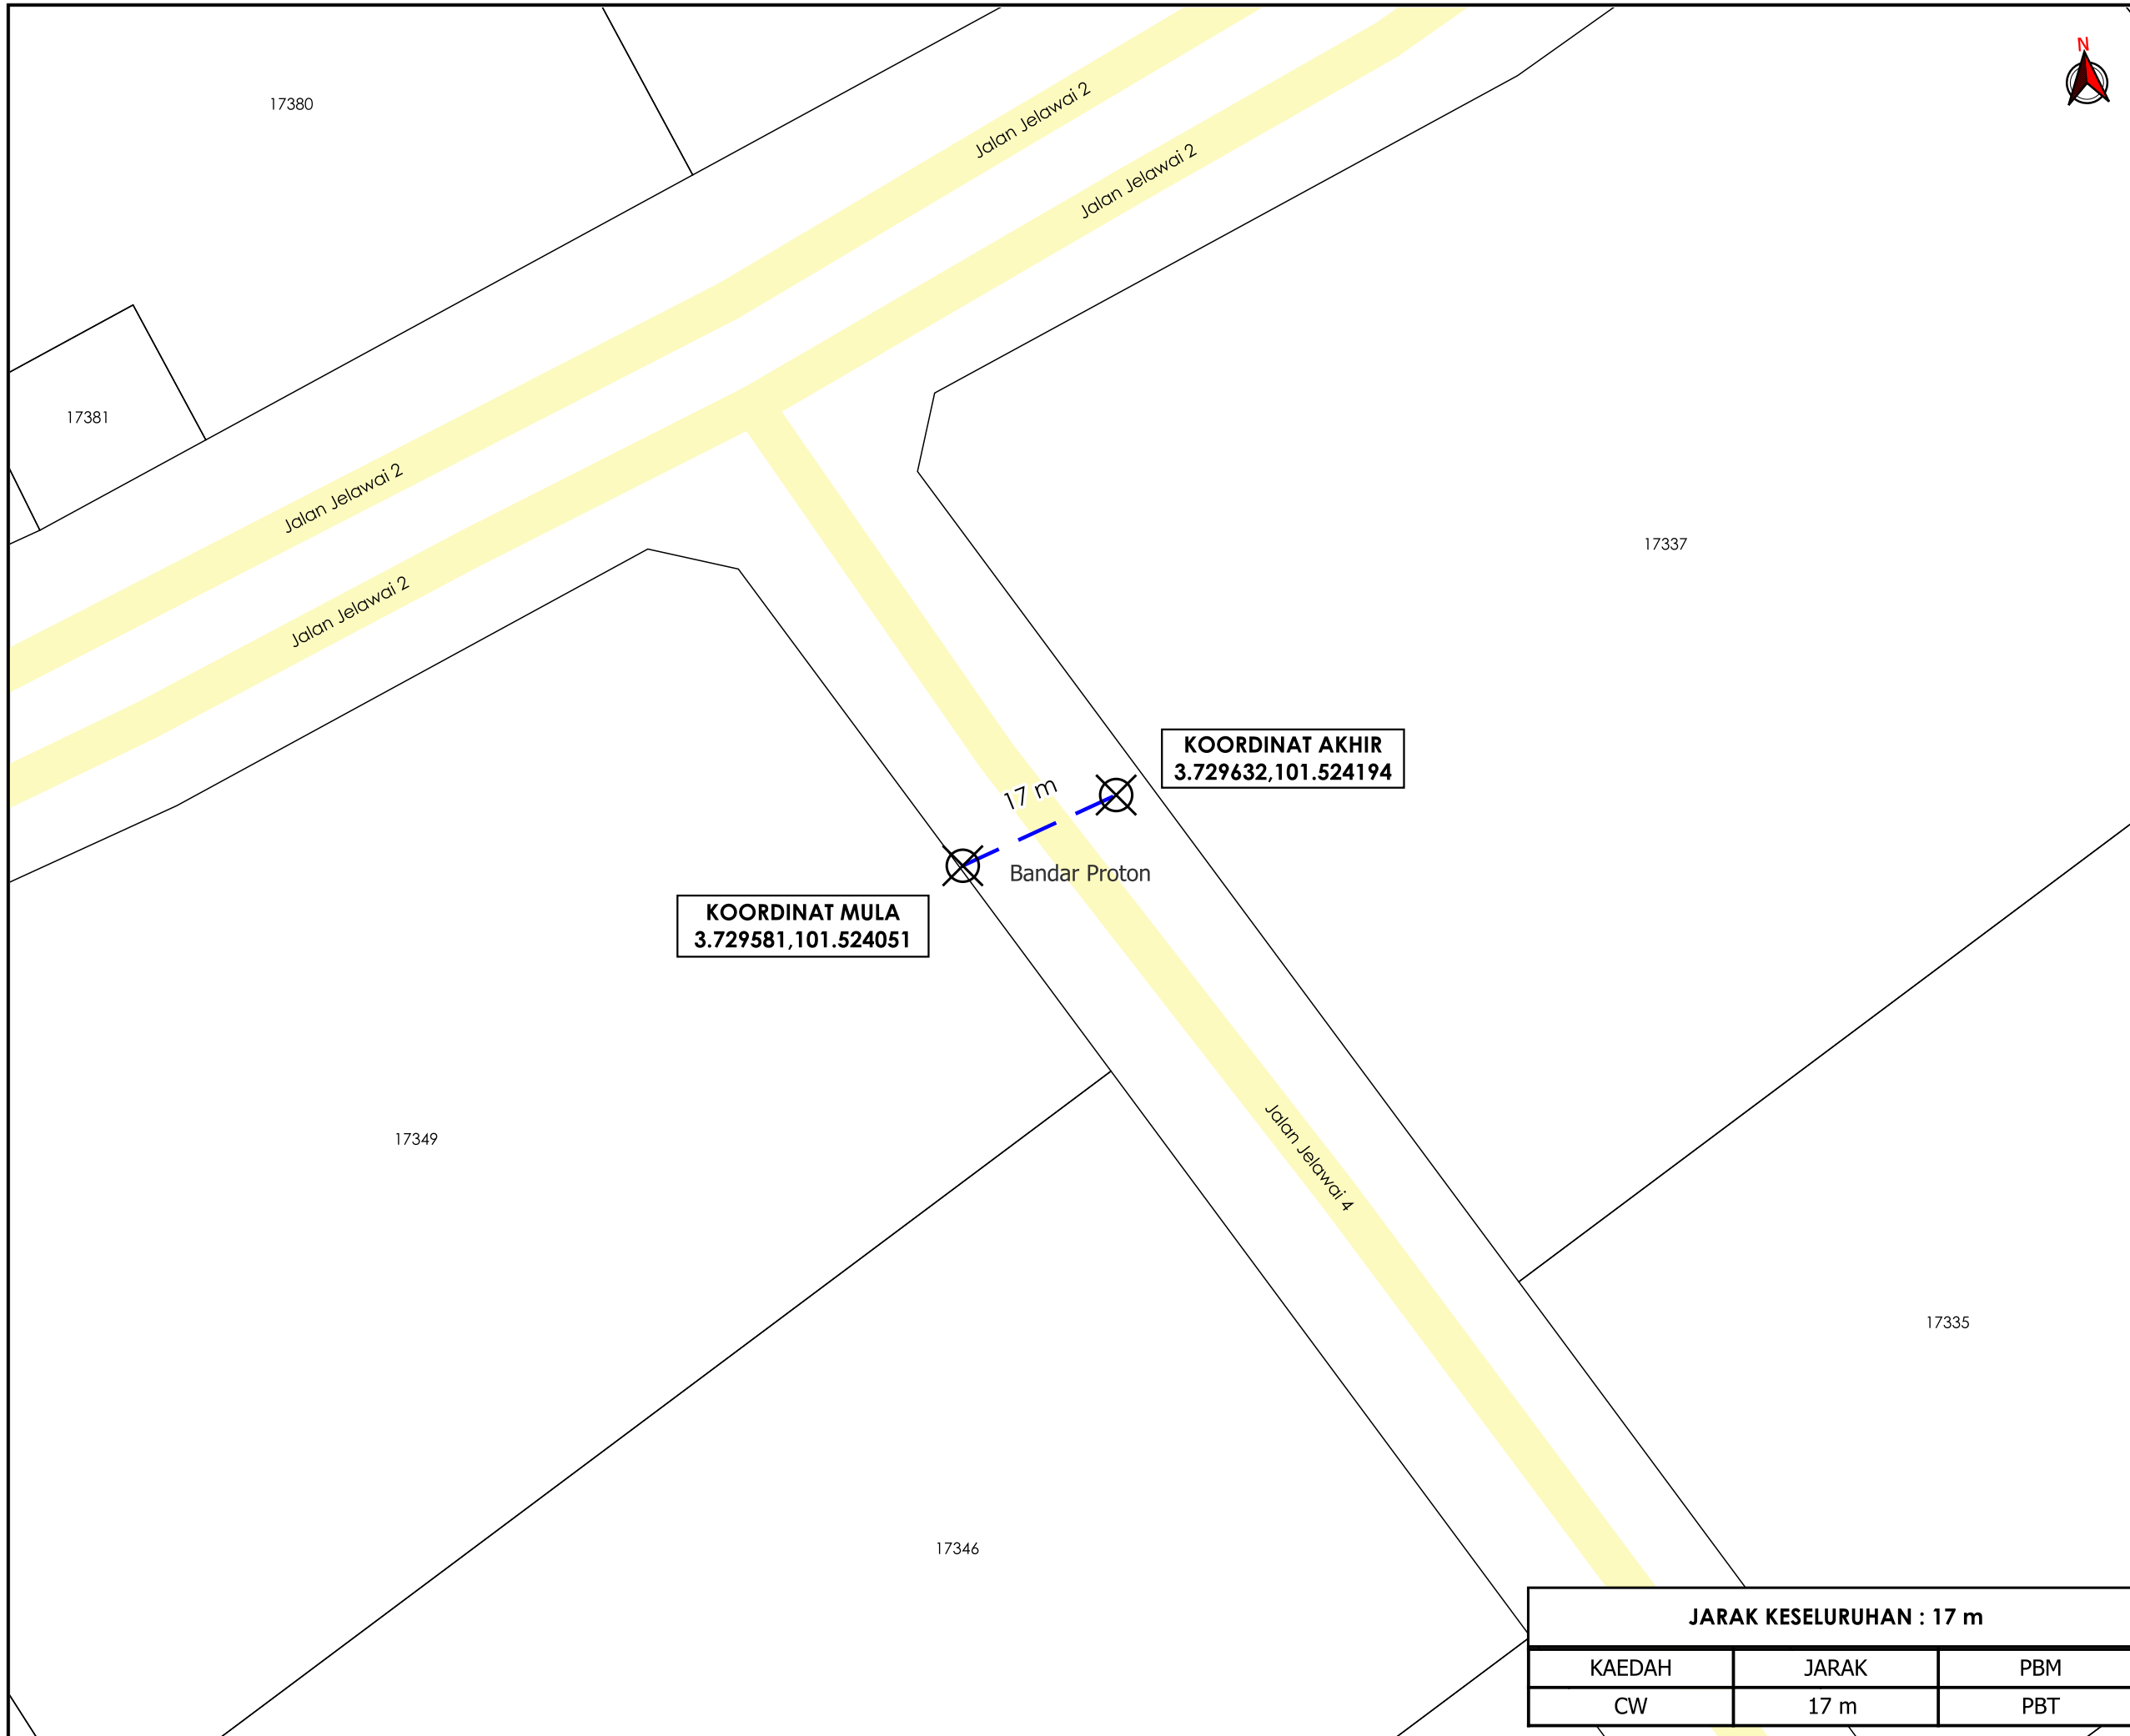 N
17380
Jalan Jelawai 2
Jalan Jelawai 2
17381
Jalan Jelawai 2
17337
Jalan Jelawai 2
KOORDINAT AKHIR
3.729632,101.524194
17 m
Bandar Proton
KOORDINAT MULA
3.729581,101.524051
17349
Jalan Jelawai 4
17335
17346
JARAK KESELURUHAN : 17 m
KAEDAH JARAK PBM
CW 17 m PBT